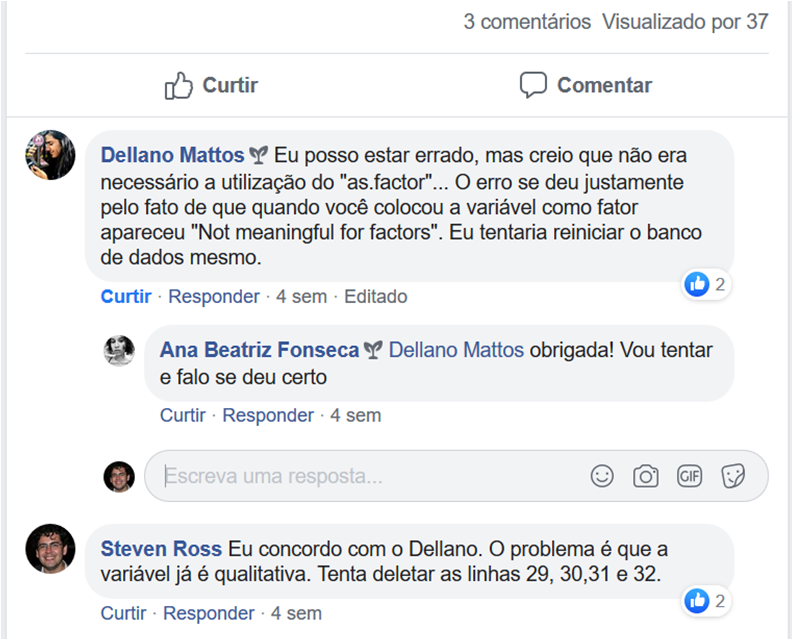 3 comentários Visualizado por 37
Curtir Comentar
Dellano Mattos Eu posso estar errado, mas creio que não era
necessário a utilização do "as.factor"... O erro se deu justamente
pelo fato de que quando você colocou a variável como fator
apareceu "Not meaningful for factors". Eu tentaria reiniciar o banco
de dados mesmo.
2
Curtir · Responder · 4 sem · Editado
Ana Beatriz Fonseca Dellano Mattos obrigada! Vou tentar
e falo se deu certo
Curtir · Responder · 4 sem
Escreva uma resposta... GIF
Steven Ross Eu concordo com o Dellano. O problema é que a
variável já é qualitativa. Tenta deletar as linhas 29, 30,31 e 32.
2
Curtir · Responder · 4 sem